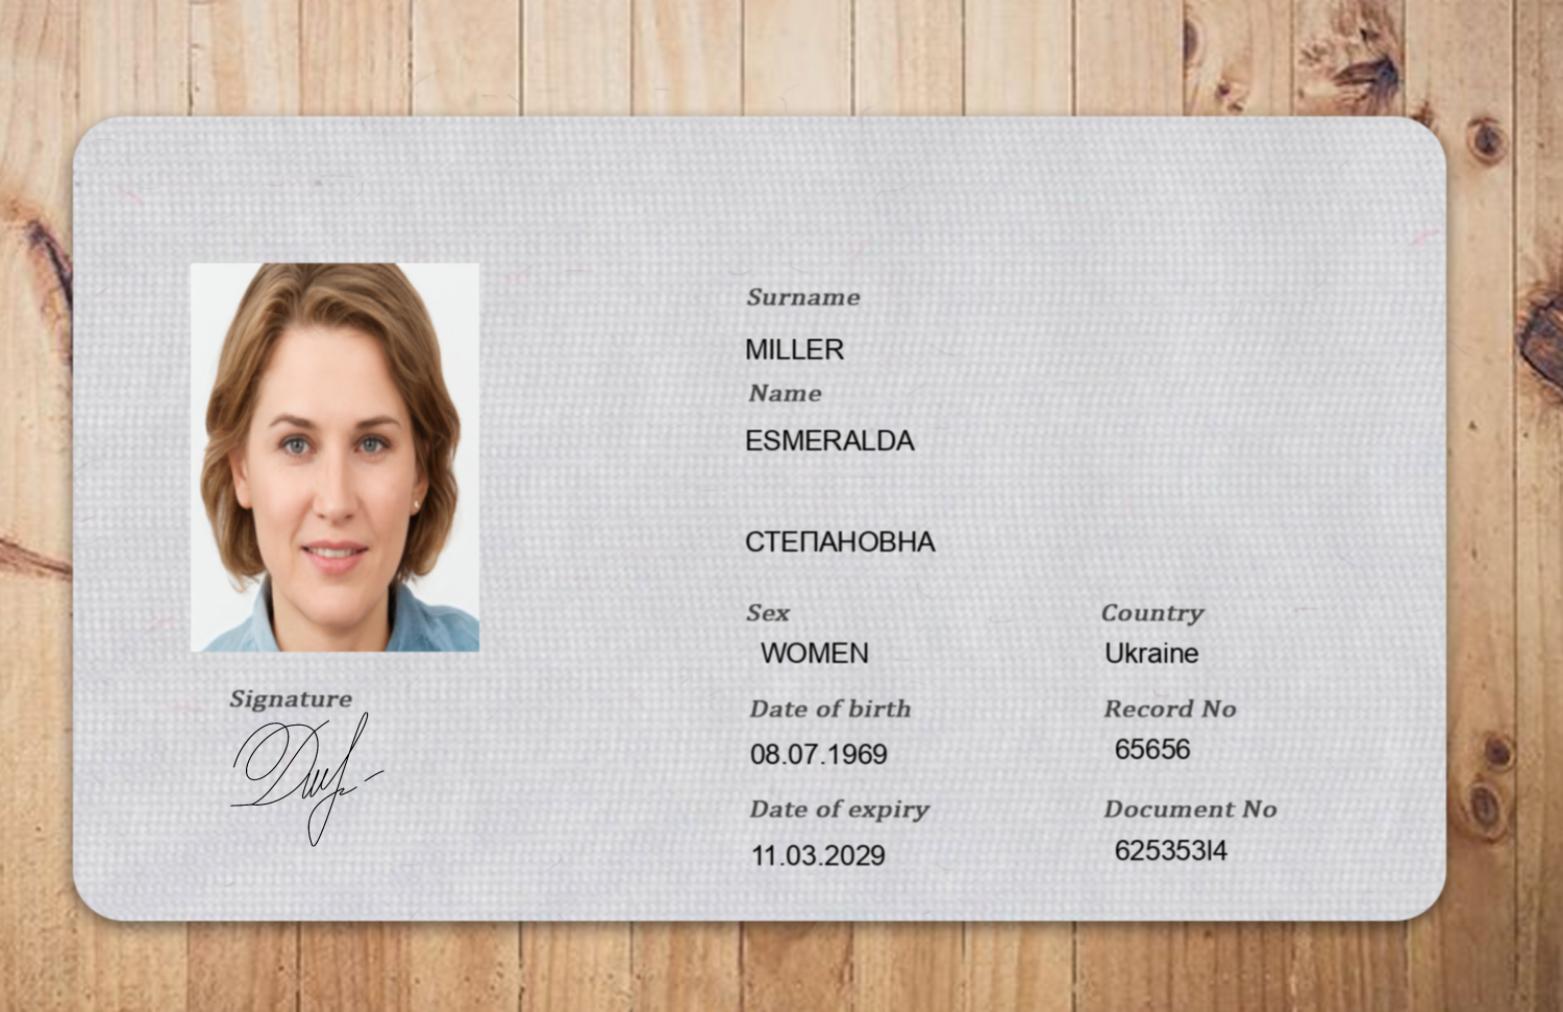 Surname
MILLER
Name
ESMERALDA
СТЕПАНОВНА
Sex
Country
WOMEN
Ukraine
Date of birth
Record No
08.07.1969
65656
Date of expiry
Document No
11.03.2029
625353I4
Signature